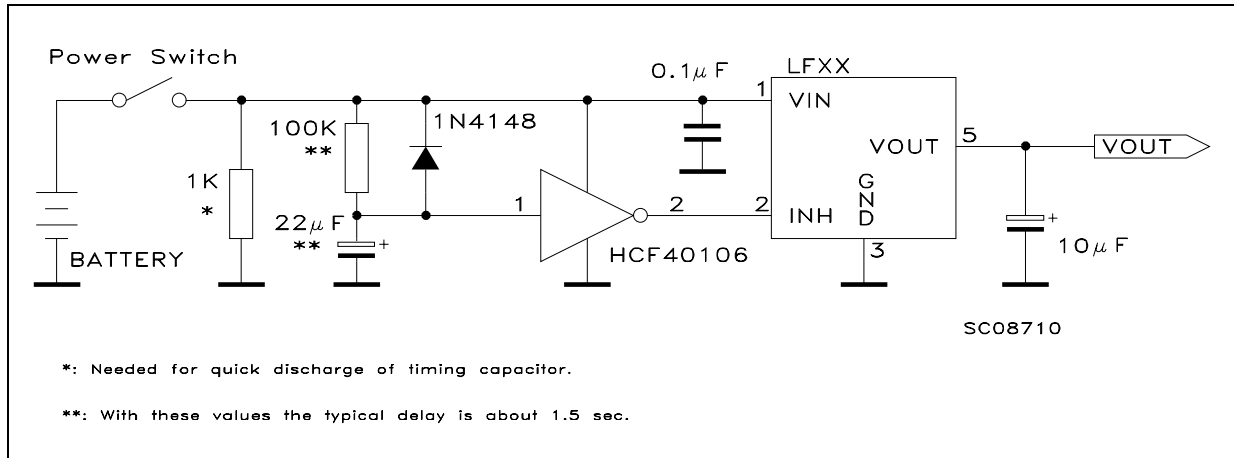 Power Switch
0.1μF
LFXX
1
VIN
100K
**
1N4148
VOUT
5
VOUT
1K
*
1
2
2
INH
GND
22μF
**
+
HCF40106
3
+
10μF
BATTERY
SC08710
*: Needed for quick discharge of timing capacitor.
**: With these values the typical delay is about 1.5 sec.